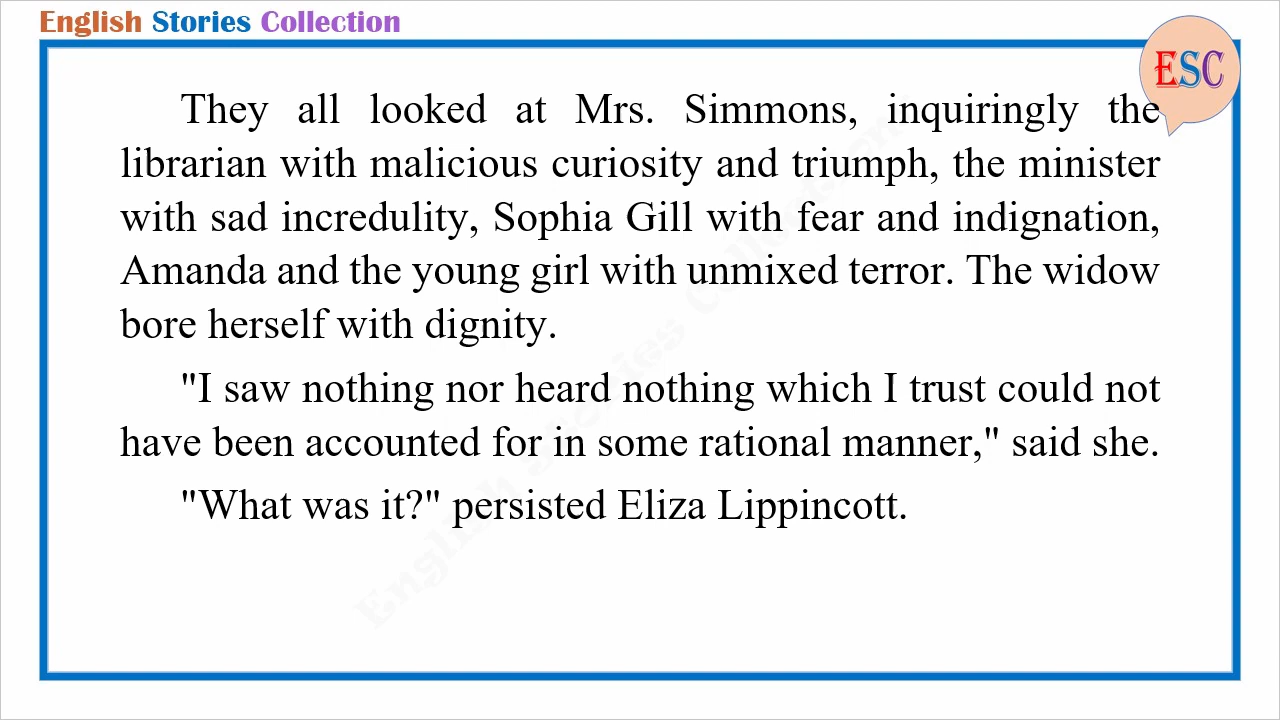 English Stories Collection
ESC
They all looked at Mrs. Simmons, inquiringly the
librarian with malicious curiosity and triumph, the minister
with sad incredulity, Sophia Gill with fear and indignation,
Amanda and the young girl with unmixed terror. The widow
bore herself with dignity.
"I saw nothing nor heard nothing which I trust could not
have been accounted for in some rational manner," said she.
"What was it?" persisted Eliza Lippincott.
English Stories Collection